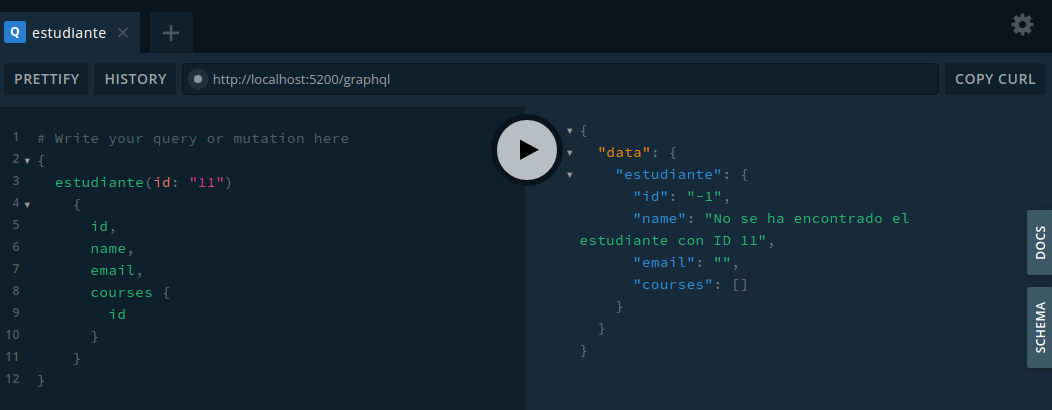 Q estudiante × +
PRETTIFY HISTORY http://localhost:5200/graphql COPY CURL
1 # Write your query or mutation here
2 {
3 estudiante(id: "11")
4 {
5 id,
6 name,
7 email,
8 courses {
9 id
10 }
11 }
12 }
{
"data": {
"estudiante": {
"id": "-1",
"name": "No se ha encontrado el
estudiante con ID 11",
"email": "",
"courses": []
}
}
}
DOCS
SCHEMA